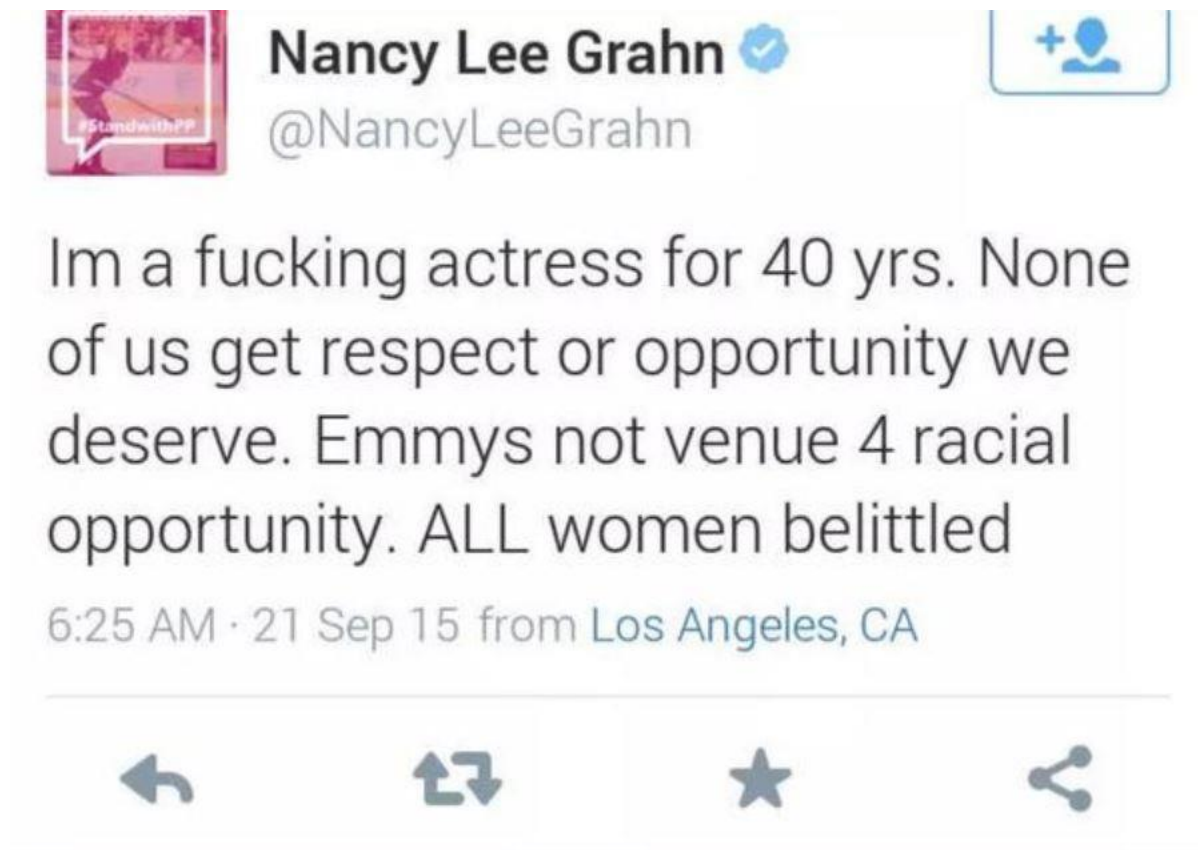 #StandwithPP
Nancy Lee Grahn
@NancyLeeGrahn
Im a fucking actress for 40 yrs. None
of us get respect or opportunity we
deserve. Emmys not venue 4 racial
opportunity. ALL women belittled
6:25 AM · 21 Sep 15 from Los Angeles, CA